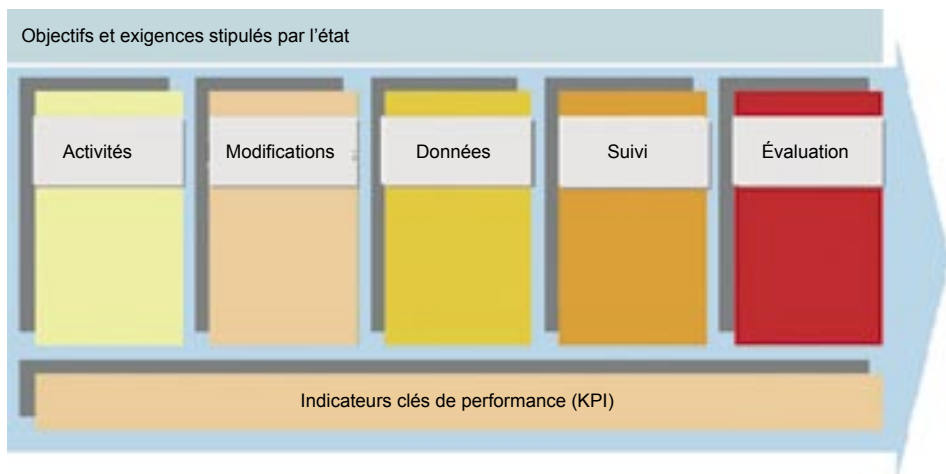 Objectifs et exigences stipulés par l’état
Activités
Modifications
Données
Suivi
Évaluation
Indicateurs clés de performance (KPI)